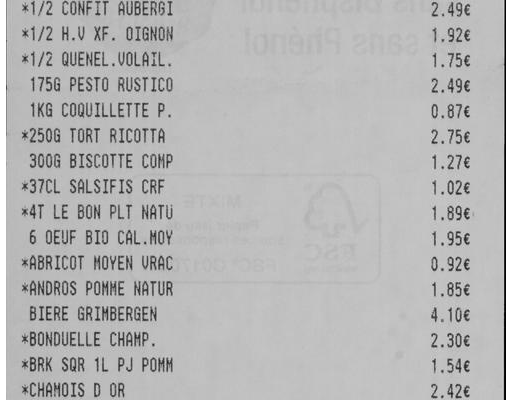 *1/2 CONFIT AUBERGI 2.49€
*1/2 H.V XF. OIGNON 1.92€
*1/2 QUENEL.VOLAIL. 1.75€
175G PESTO RUSTICO 2.49€
1KG COQUILLETTE P. 0.87€
*250G TORT RICOTTA 2.75€
300G BISCOTTE COMP 1.27€
*37CL SALSIFIS CRF 1.02€
*4T LE BON PLT NATU 1.89€
6 OEUF BIO CAL.MOY 1.95€
*ABRICOT MOYEN VRAC 0.92€
*ANDROS POMME NATUR 1.85€
BIERE GRIMBERGEN 4.10€
*BONDUELLE CHAMP. 2.30€
*BRK SQR 1L PJ POMM 1.54€
*CHAMOIS D OR 2.42€